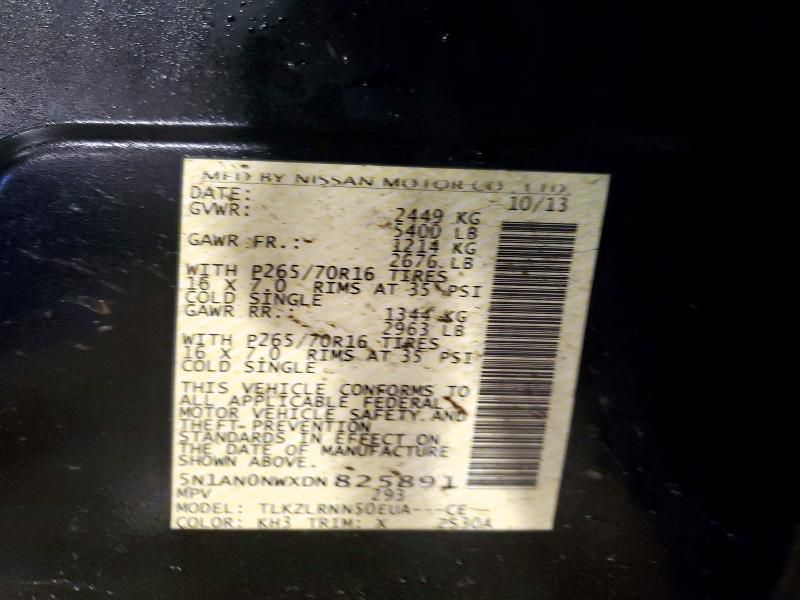 MFD BY NISSAN MOTOR CO., LTD.
DATE: 10/13
GVWR: 2449 KG
5400 LB
GAWR FR.: 1214 KG
2676 LB
WITH P265/70R16 TIRES
16 X 7.0 RIMS AT 35 PSI
COLD SINGLE
GAWR RR.: 1344 KG
2963 LB
WITH P265/70R16 TIRES
16 X 7.0 RIMS AT 35 PSI
COLD SINGLE
THIS VEHICLE CONFORMS TO
ALL APPLICABLE FEDERAL
MOTOR VEHICLE SAFETY AND
THEFT-PREVENTION
STANDARDS IN EFFECT ON
THE DATE OF MANUFACTURE
SHOWN ABOVE.
5N1AN0NWXDN 825891
MPV 293
MODEL: TLKZLRNN50EUA---CE-
COLOR: KH3 TRIM: X 25304